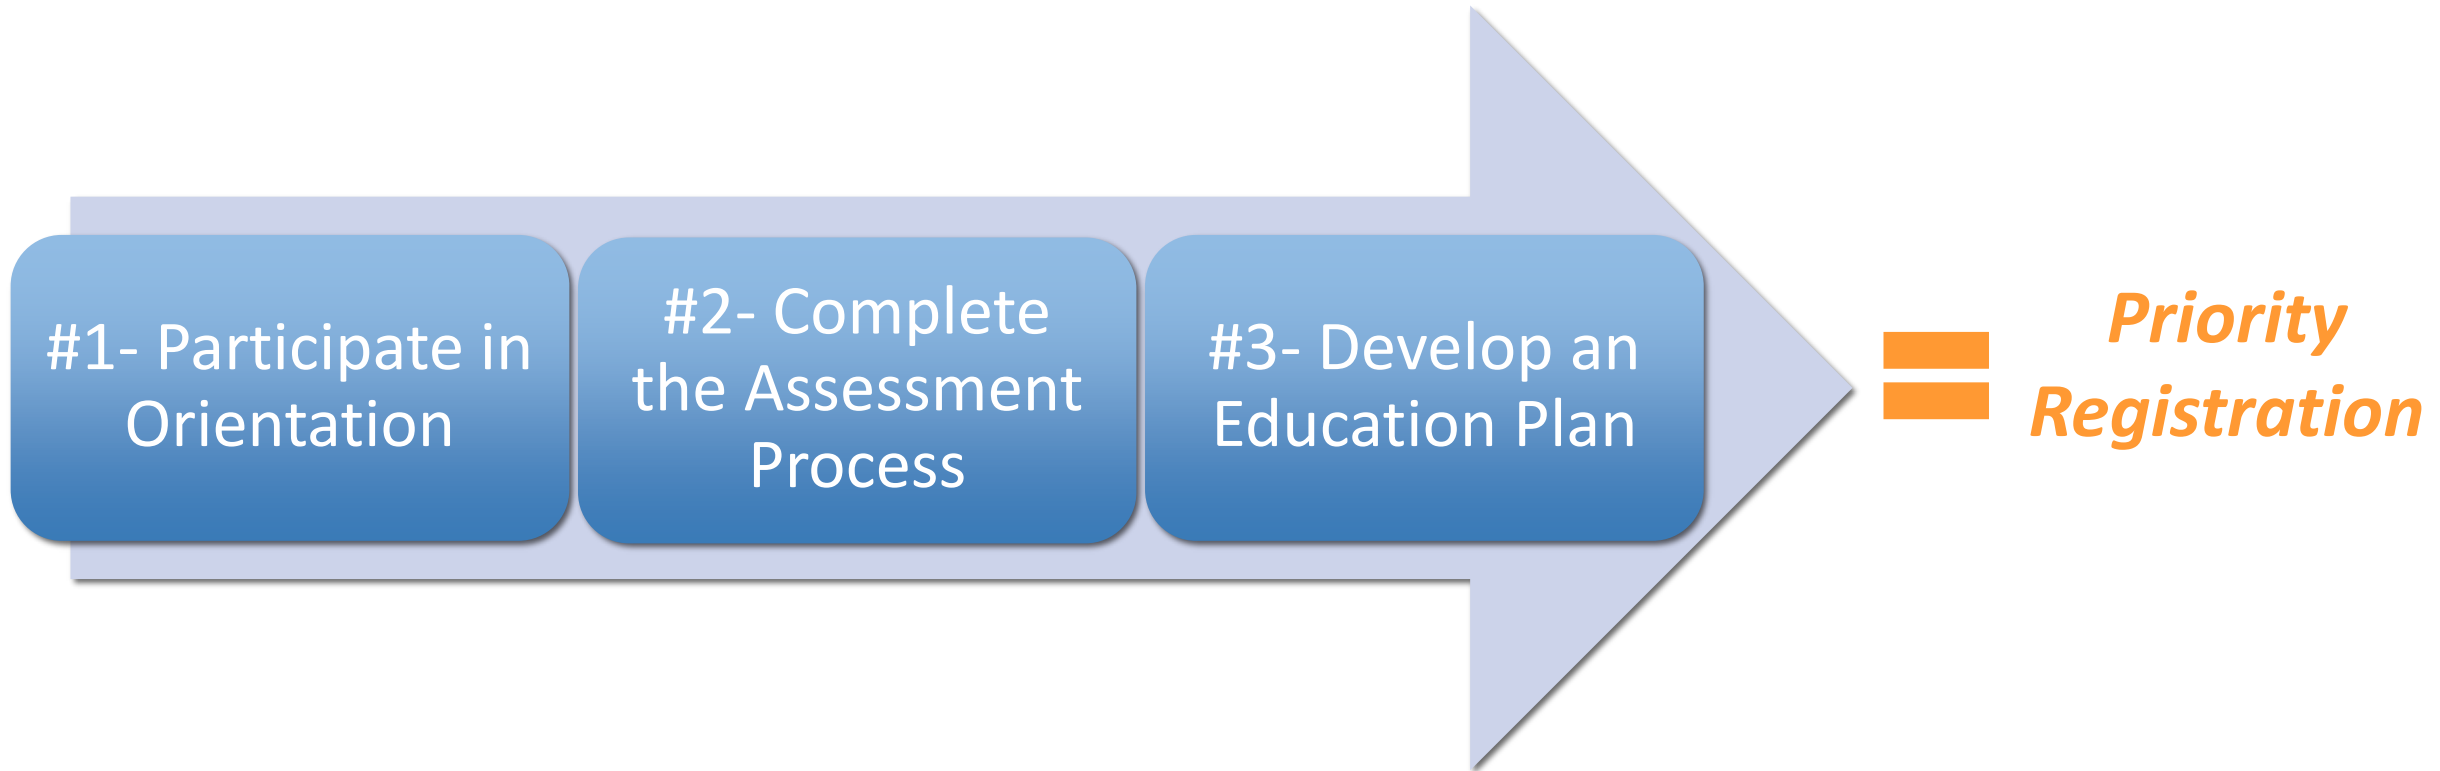 #1- Participate in
Orientation
#2- Complete
the Assessment
Process
#3- Develop an
Education Plan
=
Priority
Registration